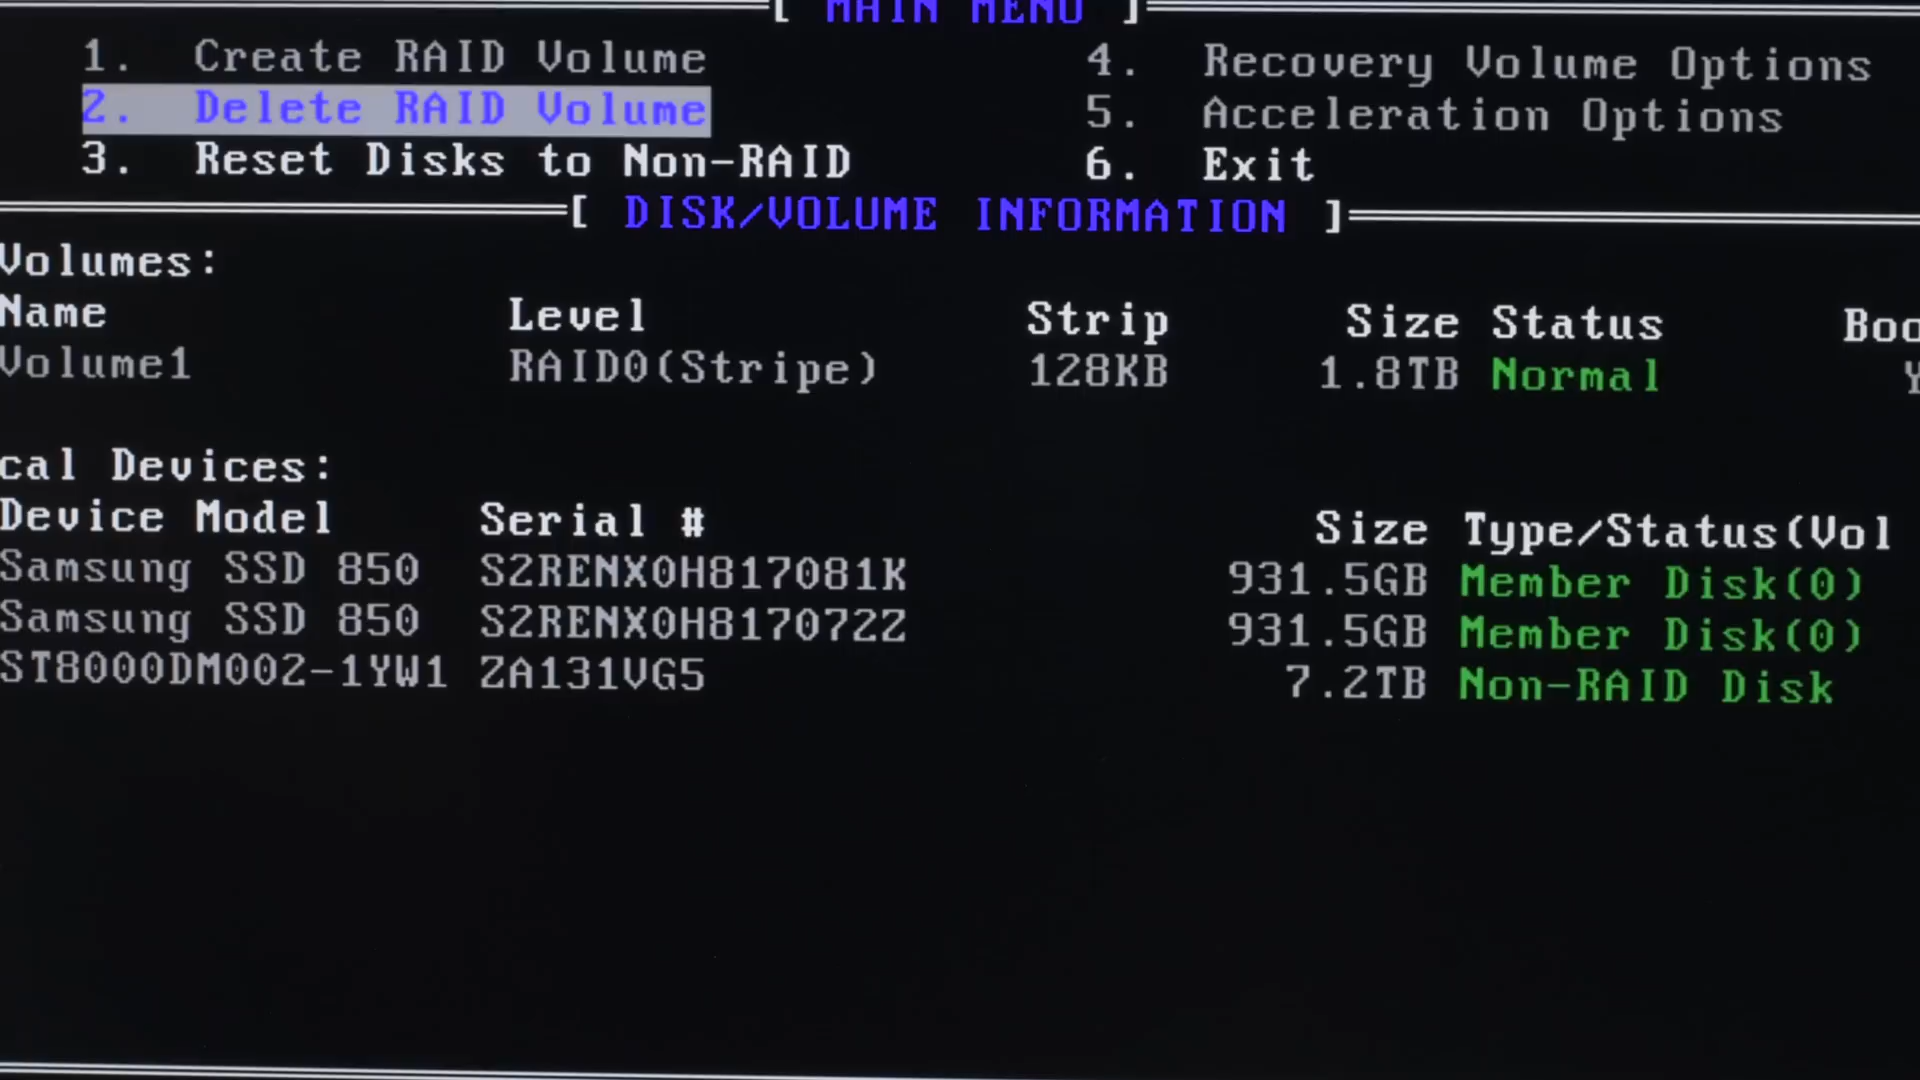 [ MAIN MENU ]
1. Create RAID Volume
2. Delete RAID Volume
3. Reset Disks to Non-RAID
4. Recovery Volume Options
5. Acceleration Options
6. Exit
[ DISK/VOLUME INFORMATION ]
Volumes:
Name Level Strip Size Status Boo
Volume1 RAID0(Stripe) 128KB 1.8TB Normal Y
cal Devices:
Device Model Serial # Size Type/Status(Vol
Samsung SSD 850 S2RENX0H817081K 931.5GB Member Disk(0)
Samsung SSD 850 S2RENX0H817072Z 931.5GB Member Disk(0)
ST8000DM002-1YW1 ZA131VG5 7.2TB Non-RAID Disk